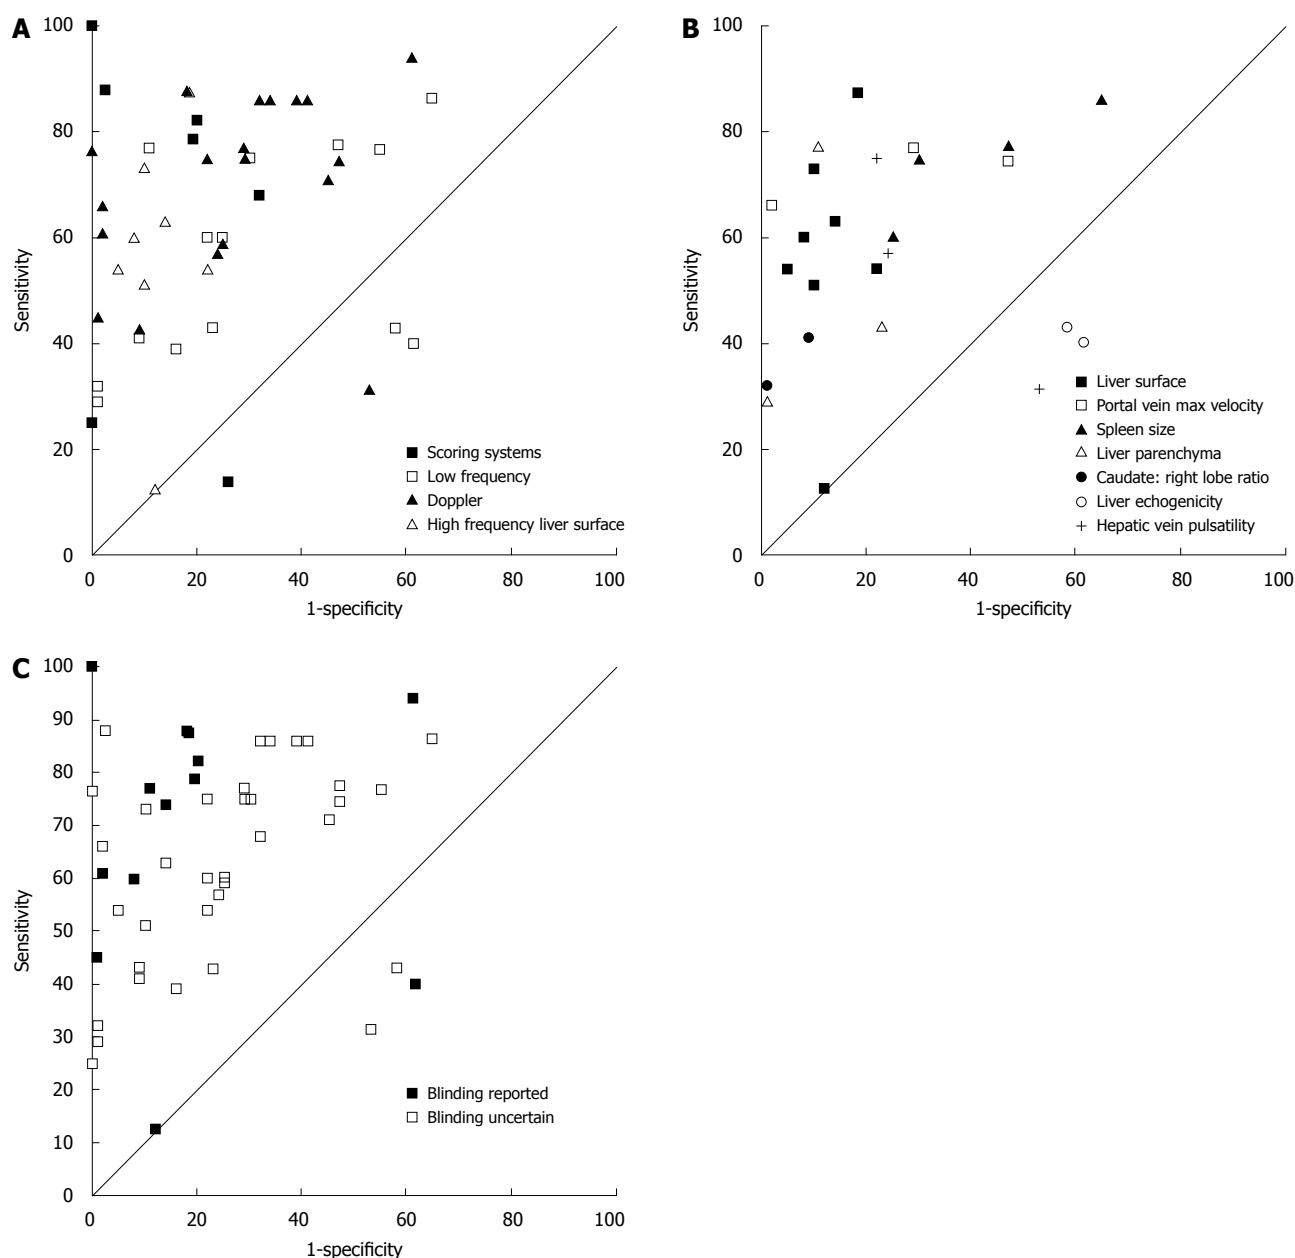 A
100
80
60
40
20
0
Sensitivity
Scoring systems
Low frequency
Doppler
High frequency liver surface
0 20 40 60 80 100
1-specificity
B
100
80
60
40
20
0
Sensitivity
Liver surface
Portal vein max velocity
Spleen size
Liver parenchyma
Caudate: right lobe ratio
Liver echogenicity
Hepatic vein pulsatility
0 20 40 60 80 100
1-specificity
C
100
90
80
70
60
50
40
30
20
10
0
Sensitivity
Blinding reported
Blinding uncertain
0 20 40 60 80 100
1-specificity